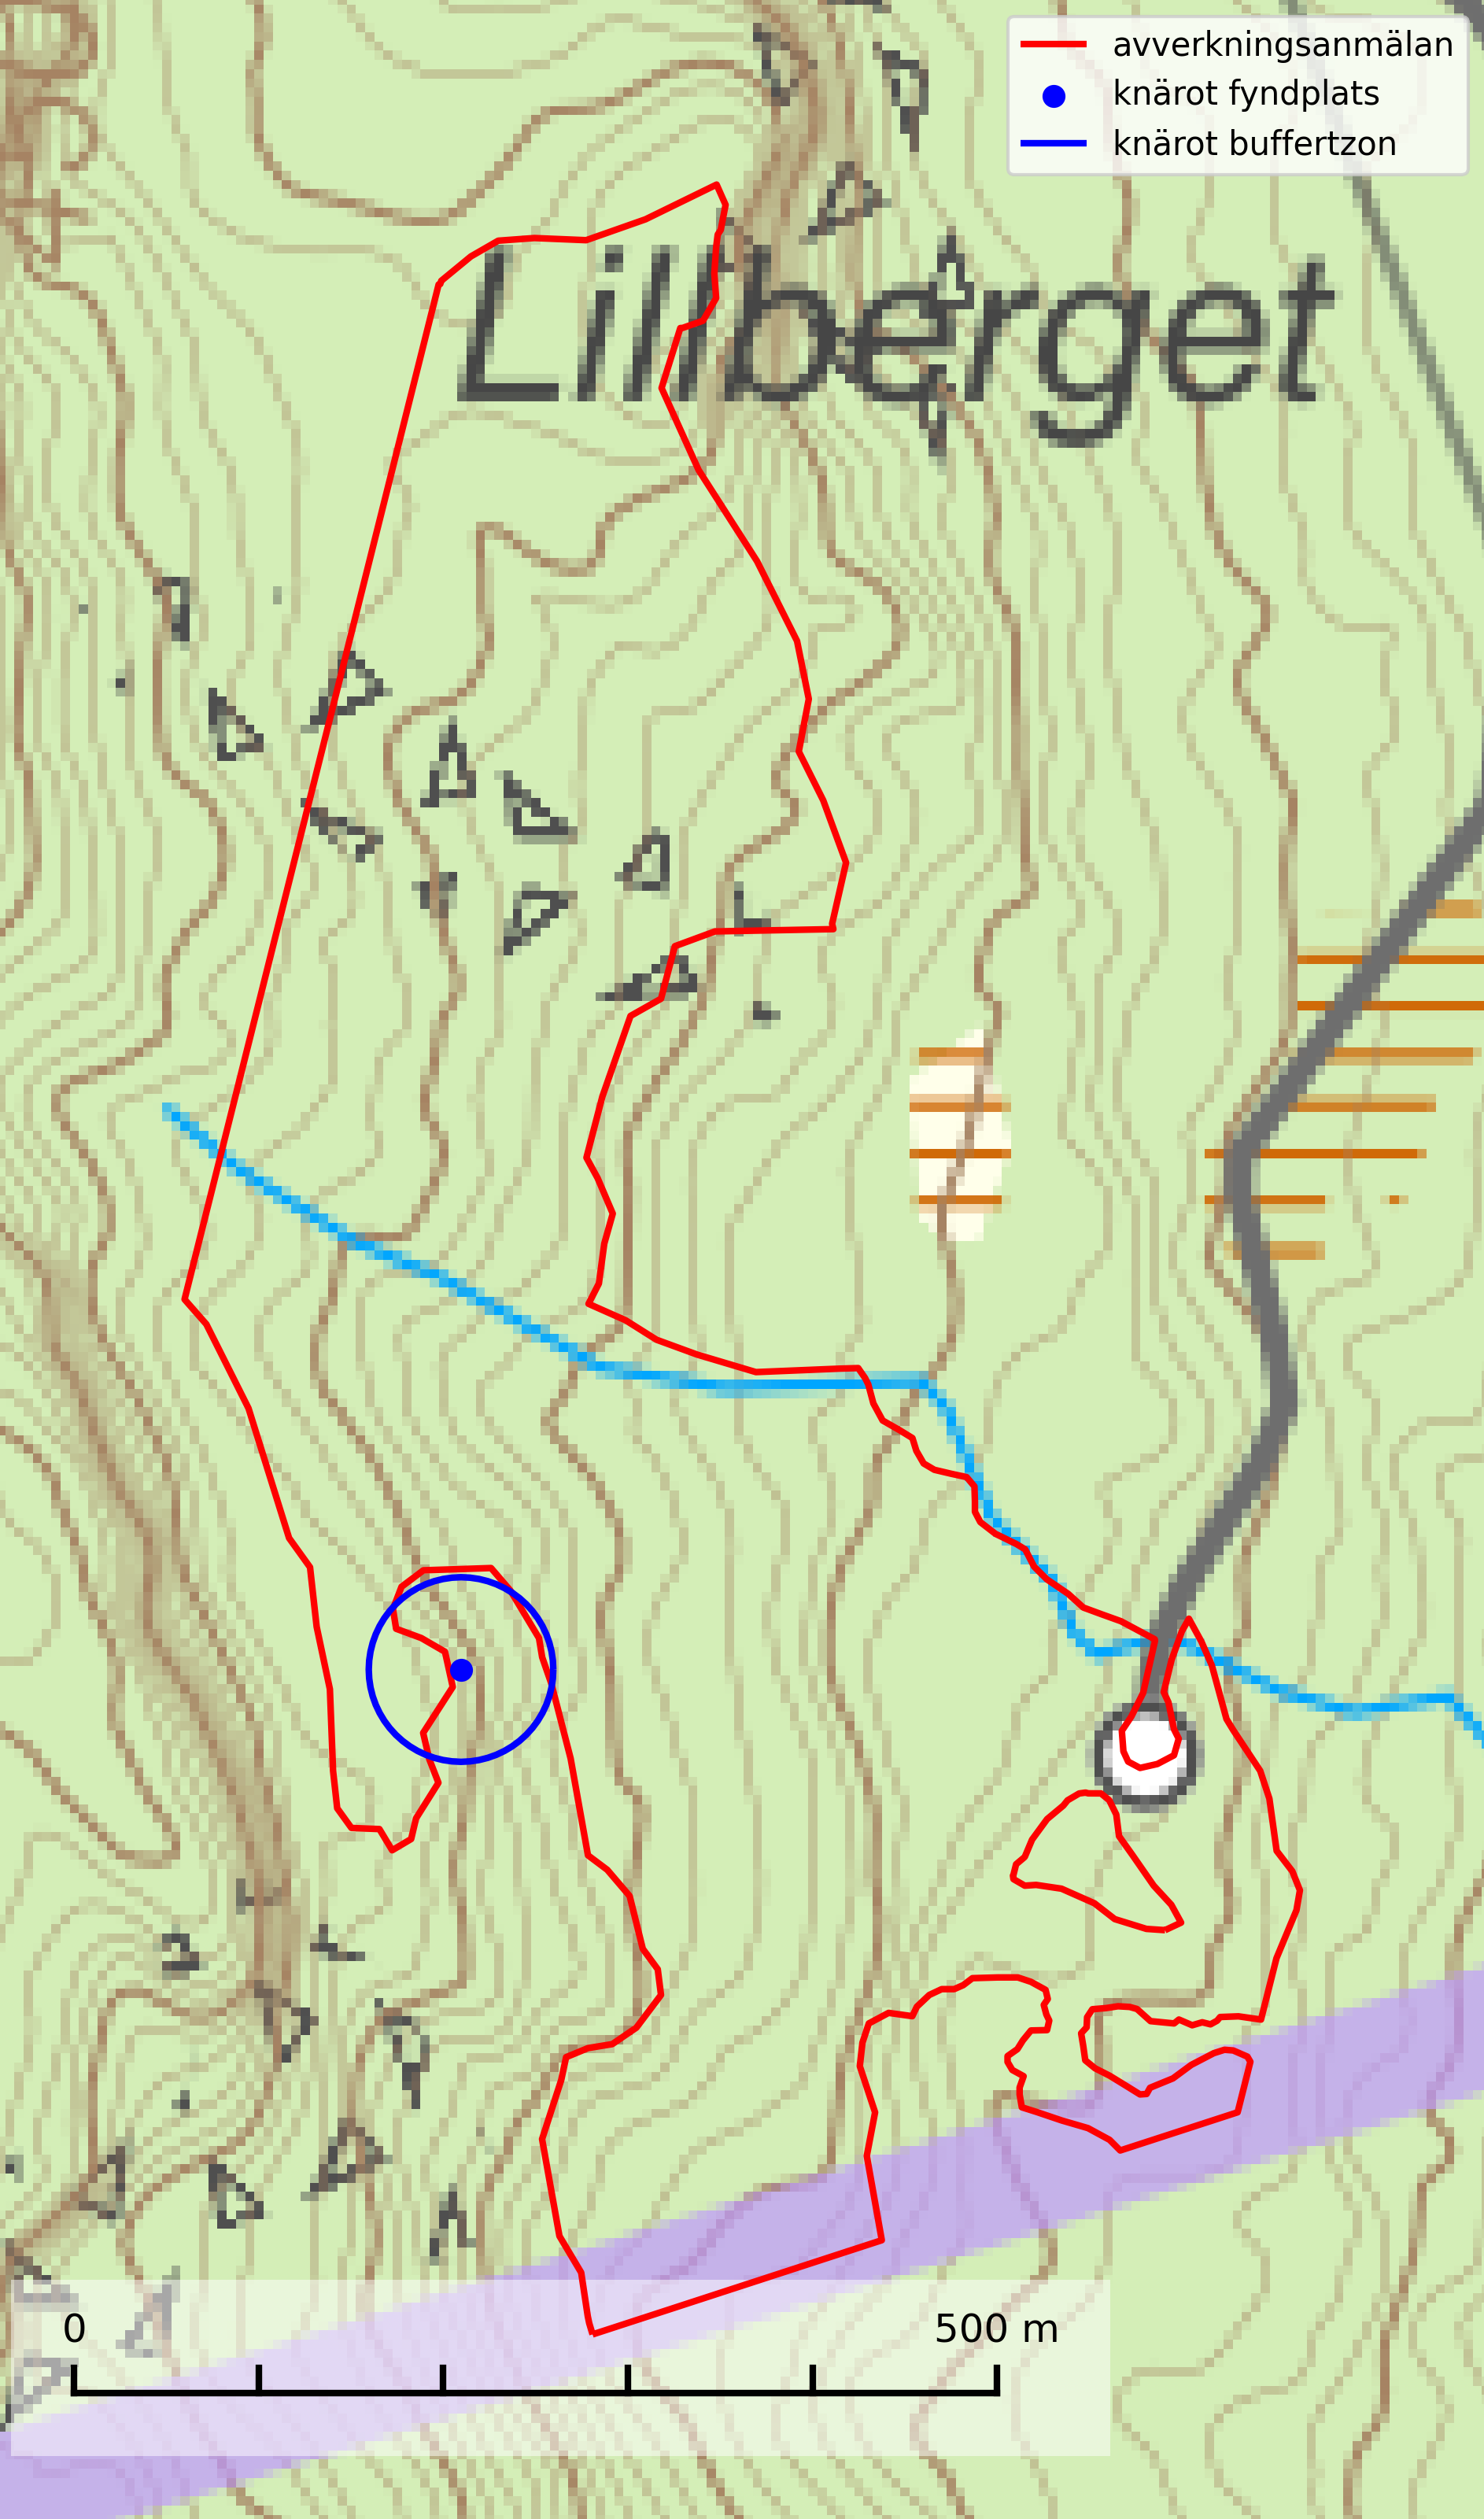 avverkningsanmälan
knärot fyndplats
knärot buffertzon
Lillberget
0 500 m